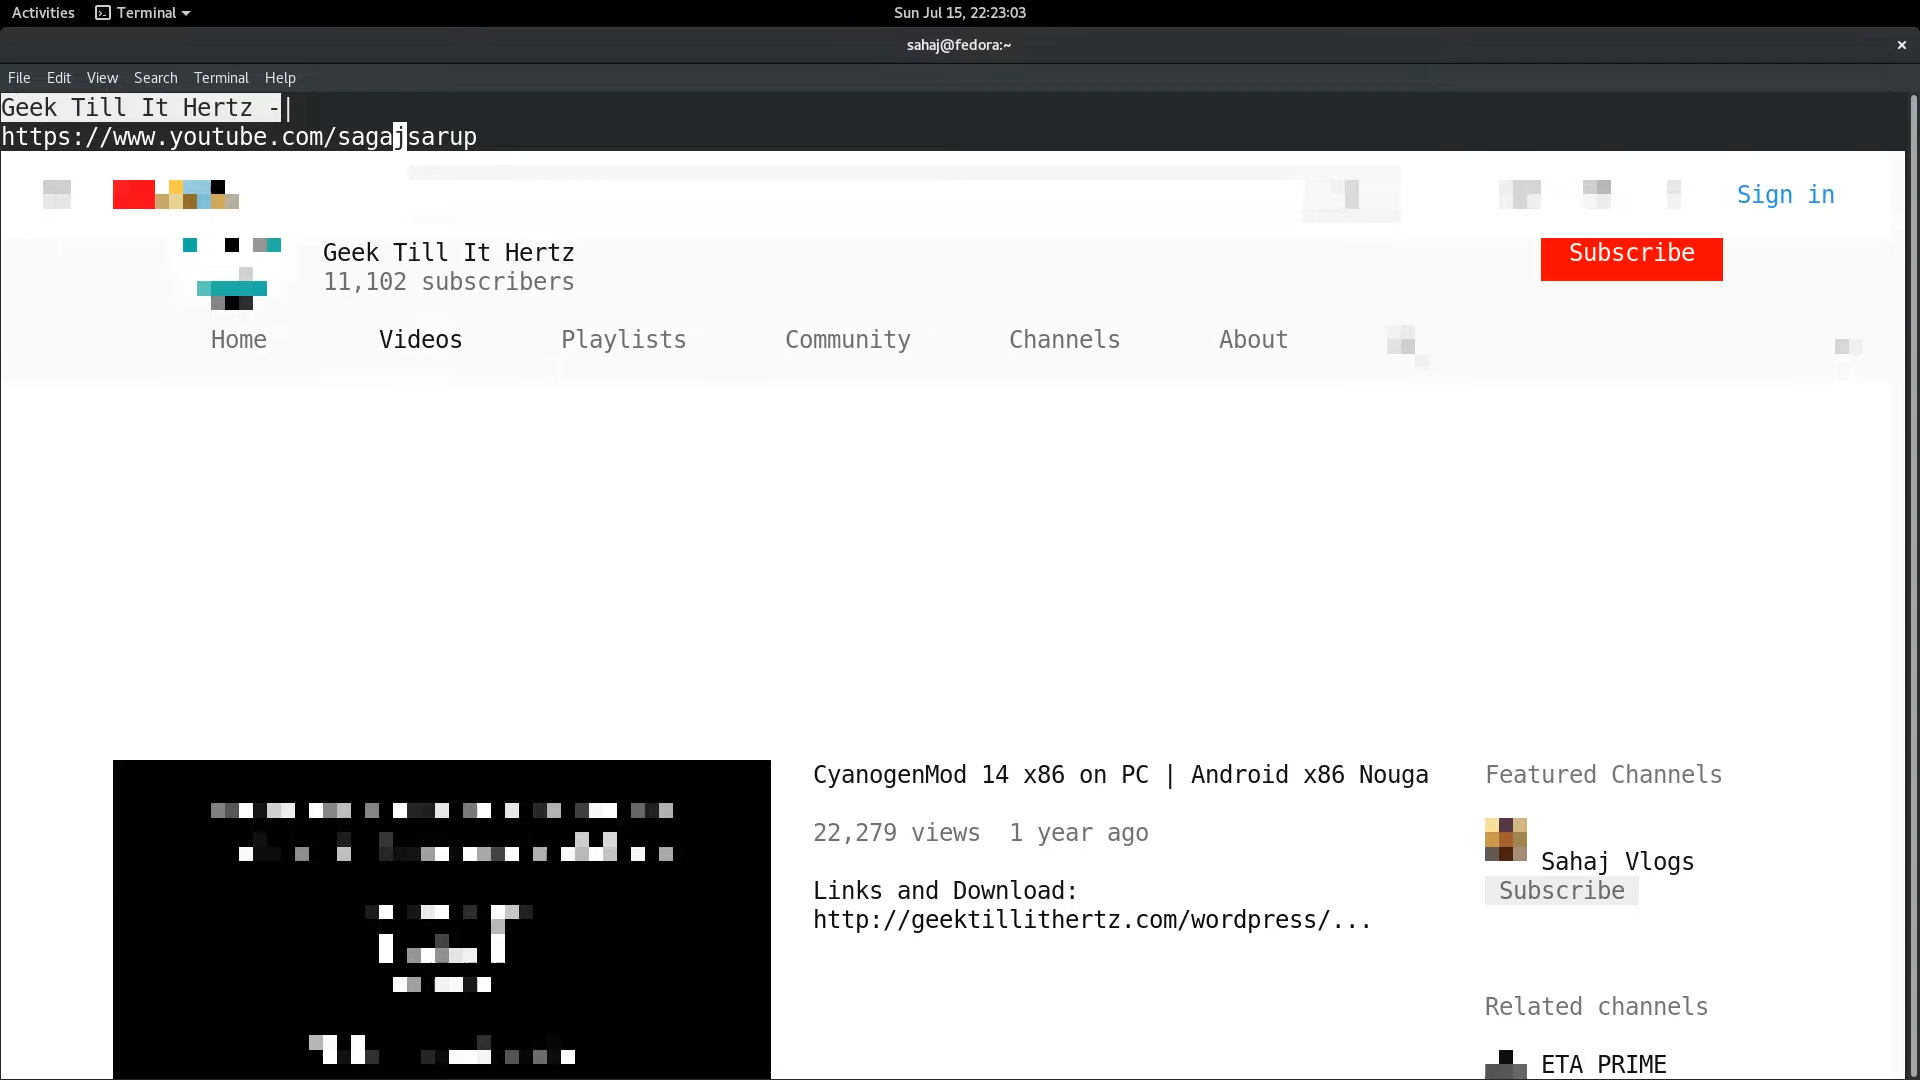 Activities Terminal Sun Jul 15, 22:23:03
sahaj@fedora:~ ×
File Edit View Search Terminal Help
Geek Till It Hertz -|
https://www.youtube.com/sagajsarup
Sign in
Geek Till It Hertz Subscribe
11,102 subscribers
Home Videos Playlists Community Channels About
CyanogenMod 14 x86 on PC | Android x86 Nouga Featured Channels
22,279 views 1 year ago
Sahaj Vlogs
Links and Download: Subscribe
http://geektillithertz.com/wordpress/...
Related channels
ETA PRIME